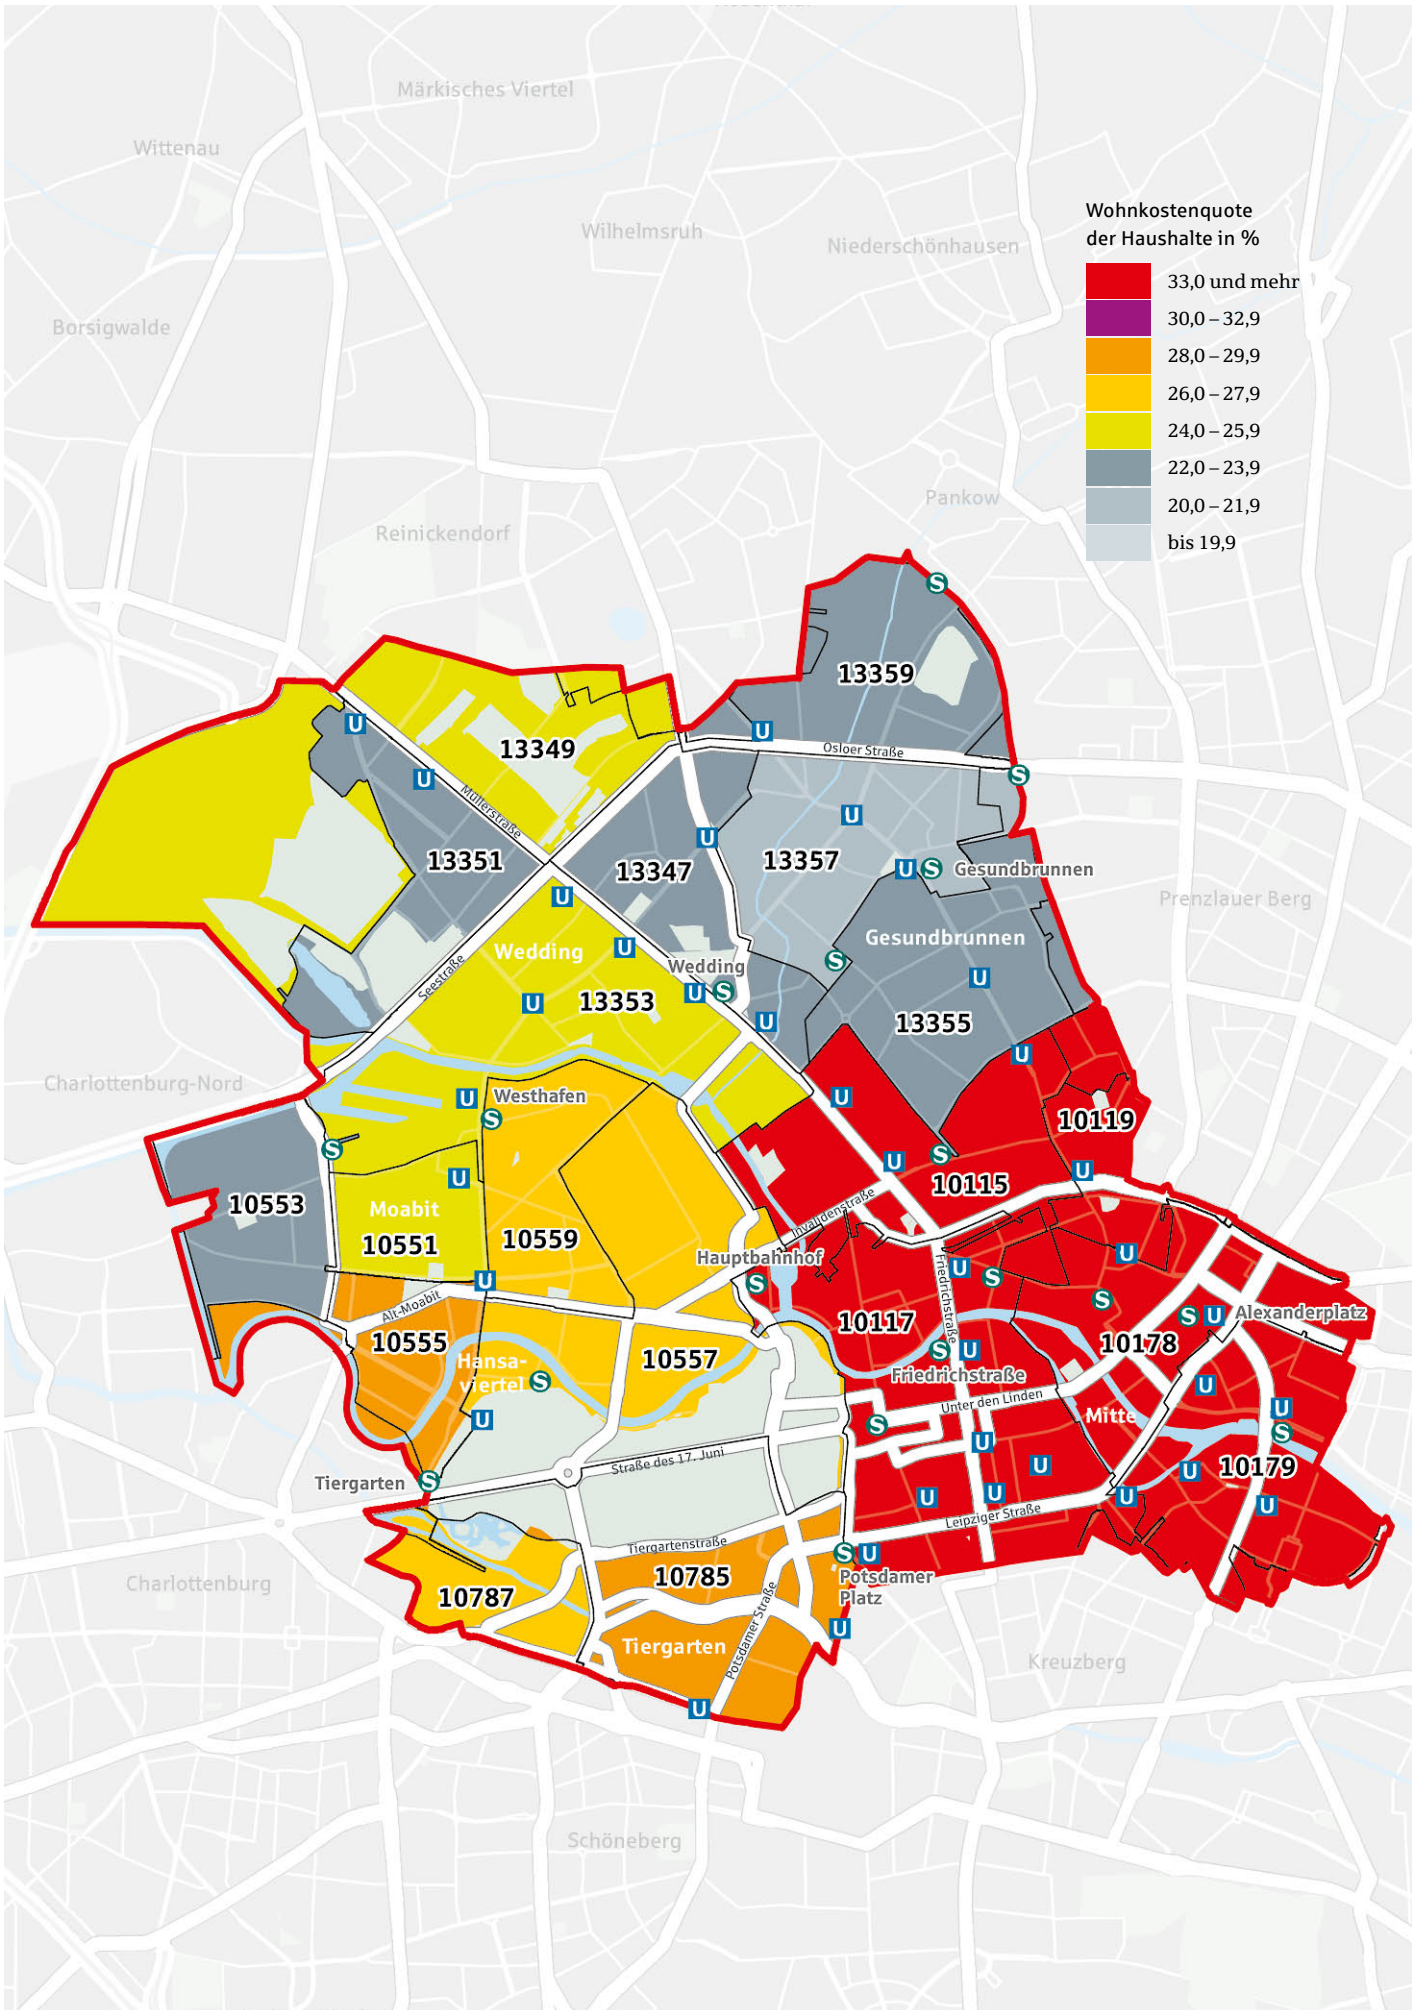 Märkisches Viertel
Wittenau
Wilhelmsruh
Niederschönhausen
Wohnkostenquote
der Haushalte in %
33,0 und mehr
30,0 – 32,9
28,0 – 29,9
26,0 – 27,9
24,0 – 25,9
22,0 – 23,9
20,0 – 21,9
bis 19,9
Borsigwalde
Pankow
Reinickendorf
S
13359
U
U
13349
Osloer Straße
S
U
Müllerstraße
U
U
13351
13347
13357
U
S
Gesundbrunnen
U
Prenzlauer Berg
Gesundbrunnen
Wedding
U
Wedding
S
U
Seestraße
U
13353
U
S
U
13355
U
Charlottenburg-Nord
U
Westhafen
S
U
10119
S
U
U
S
U
10553
Moabit
10551
10559
10115
Invalidenstraße
Hauptbahnhof
S
U
U
S
U
Friedrichstraße
Alt-Moabit
S
S
U
Alexanderplatz
10555
10117
10178
Hansa-
viertel
S
10557
S
U
Friedrichstraße
U
U
Unter den Linden
Mitte
U
S
S
U
Straße des 17. Juni
U
U
10179
Tiergarten
S
U
U
U
U
Leipziger Straße
Tiergartenstraße
S
U
10785
Potsdamer
Platz
Charlottenburg
10787
U
Tiergarten
Potsdamer Straße
Kreuzberg
U
Schöneberg